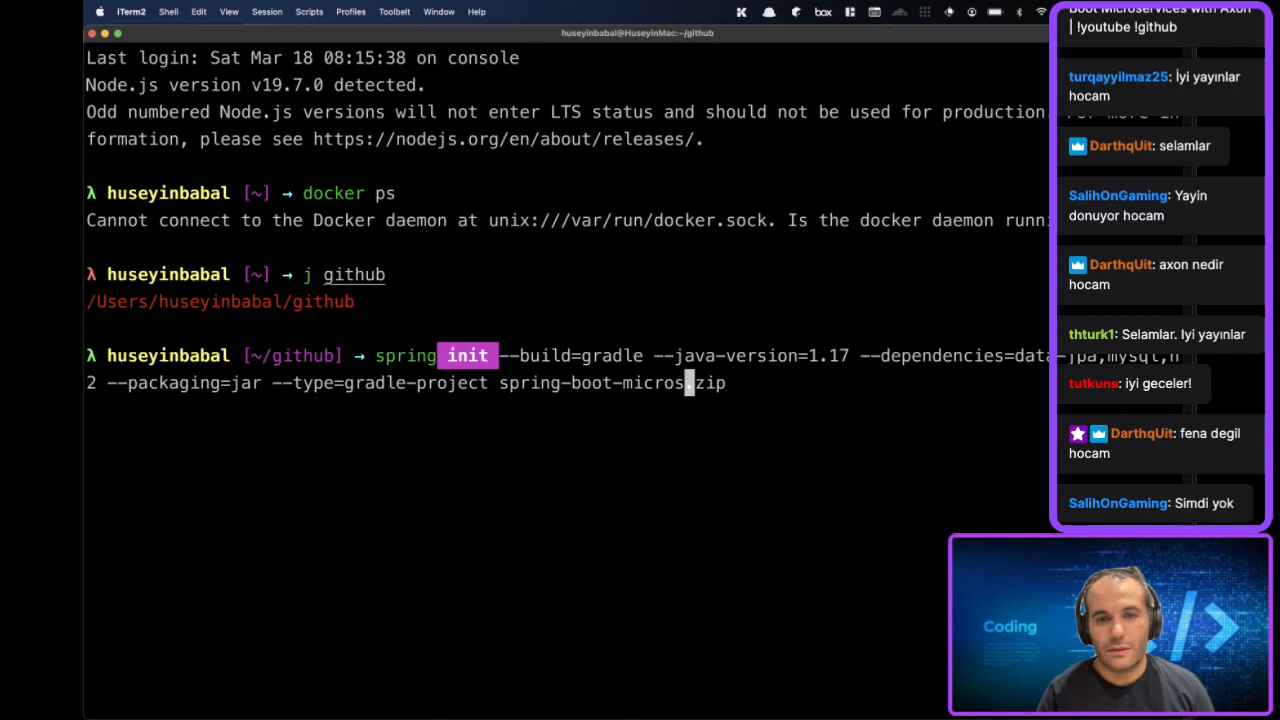 iTerm2 Shell Edit View Session Scripts Profiles Toolbelt Window Help
box
huseyinbabal@HuseyinMac:~/github
Last login: Sat Mar 18 08:15:38 on console
Node.js version v19.7.0 detected.
Odd numbered Node.js versions will not enter LTS status and should not be used for production. For more in
formation, please see https://nodejs.org/en/about/releases/.
λ huseyinbabal [~] → docker ps
Cannot connect to the Docker daemon at unix:///var/run/docker.sock. Is the docker daemon runni
λ huseyinbabal [~] → j github
/Users/huseyinbabal/github
λ huseyinbabal [~/github] → spring init --build=gradle --java-version=1.17 --dependencies=data-jpa,mysql,h
2 --packaging=jar --type=gradle-project spring-boot-micros.zip
boot Microservices with Axon
| !youtube !github
turqayyilmaz25: İyi yayınlar
hocam
DarthqUit: selamlar
SalihOnGaming: Yayin
donuyor hocam
DarthqUit: axon nedir
hocam
thturk1: Selamlar. Iyi yayınlar
tutkuns: iyi geceler!
DarthqUit: fena degil
hocam
SalihOnGaming: Simdi yok
Coding